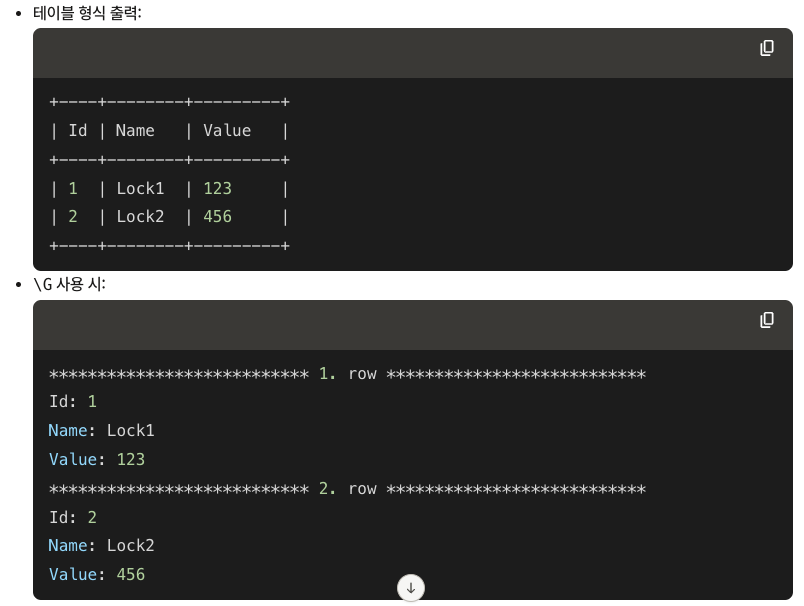 • 테이블 형식 출력:
+----+--------+---------+
| Id | Name   | Value   |
+----+--------+---------+
| 1  | Lock1  | 123     |
| 2  | Lock2  | 456     |
+----+--------+---------+
• \G 사용 시:
*************************** 1. row ***************************
Id: 1
Name: Lock1
Value: 123
*************************** 2. row ***************************
Id: 2
Name: Lock2
Value: 456